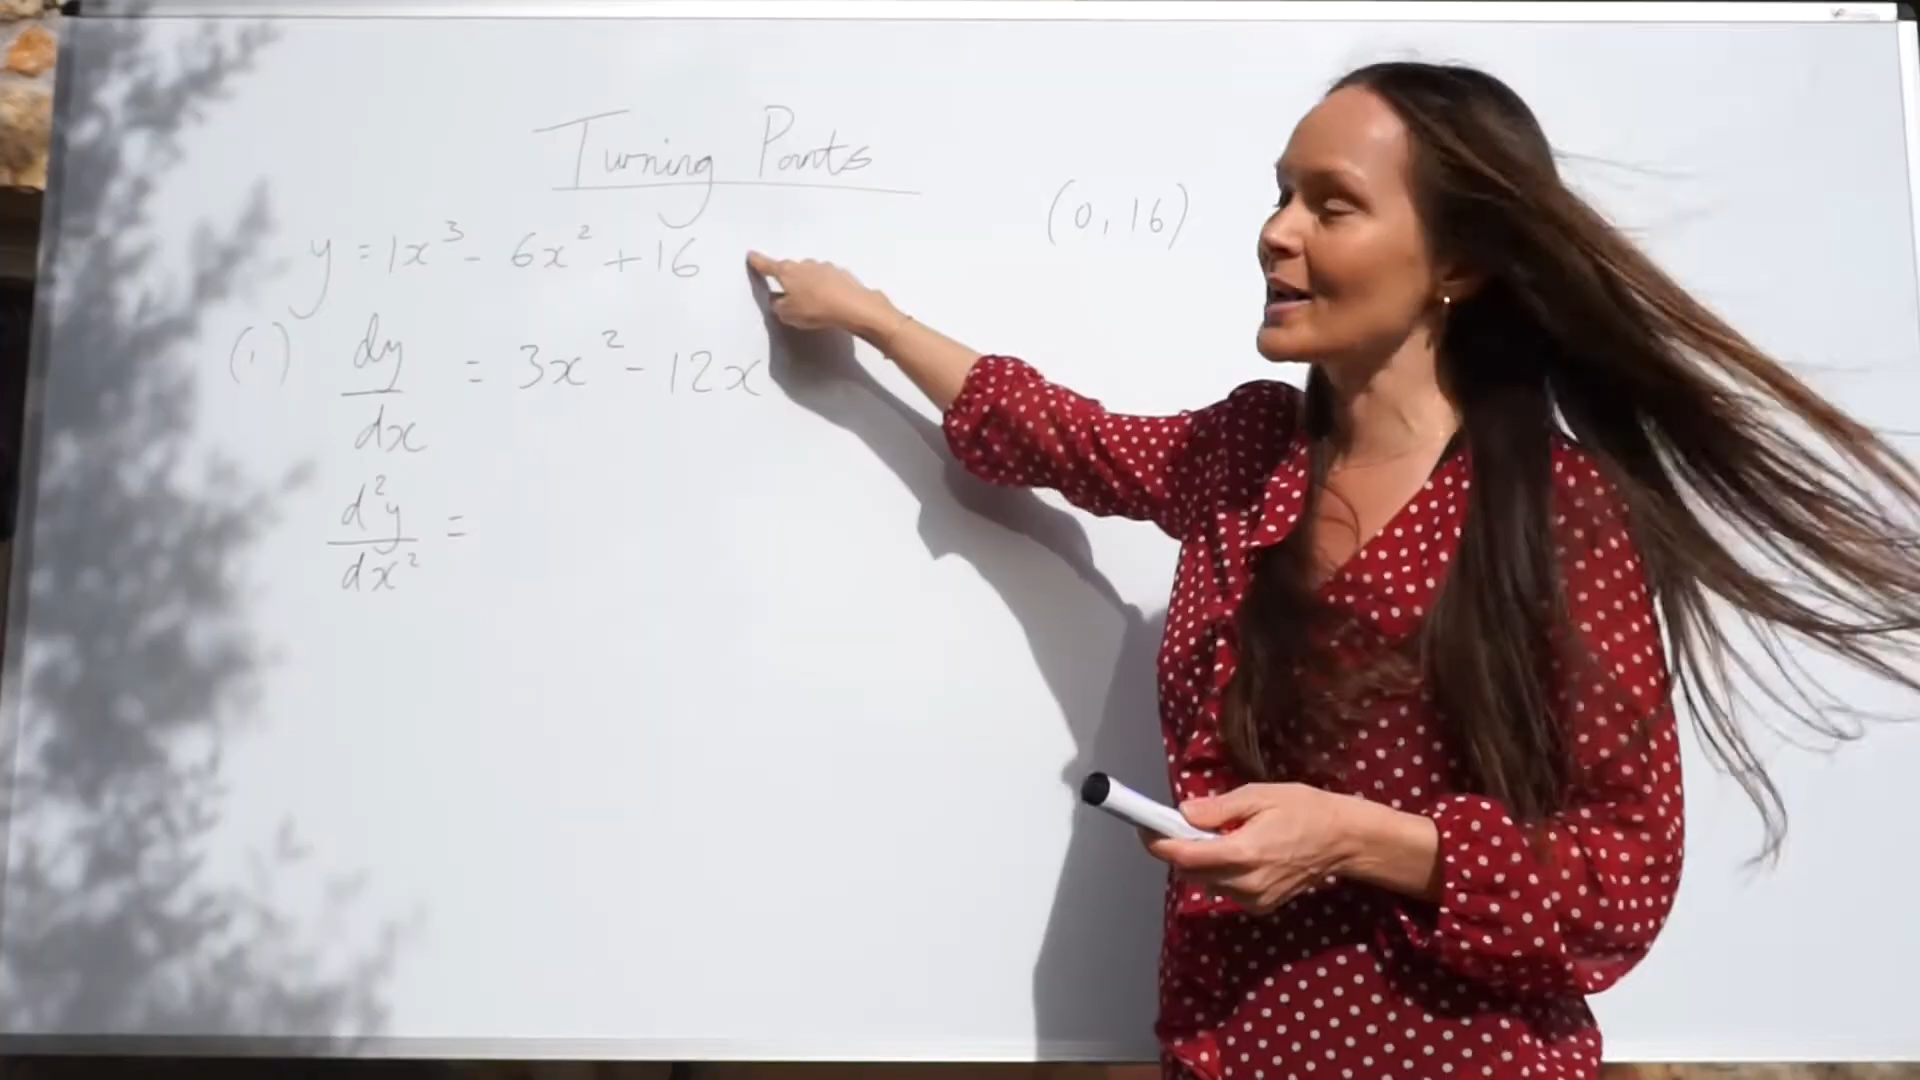 Turning Points
(0, 16)
y = 1x³ - 6x² + 16
(1) dy/dx = 3x² - 12x
d²y/dx² =